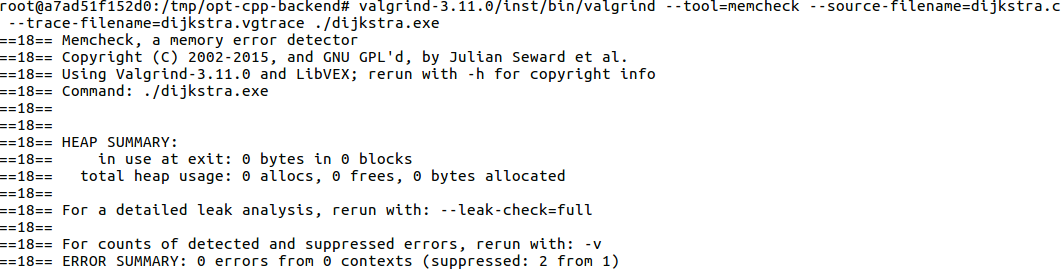 root@a7ad51f152d0:/tmp/opt-cpp-backend# valgrind-3.11.0/inst/bin/valgrind --tool=memcheck --source-filename=dijkstra.c
 --trace-filename=dijkstra.vgtrace ./dijkstra.exe
==18== Memcheck, a memory error detector
==18== Copyright (C) 2002-2015, and GNU GPL'd, by Julian Seward et al.
==18== Using Valgrind-3.11.0 and LibVEX; rerun with -h for copyright info
==18== Command: ./dijkstra.exe
==18==
==18==
==18== HEAP SUMMARY:
==18==     in use at exit: 0 bytes in 0 blocks
==18==   total heap usage: 0 allocs, 0 frees, 0 bytes allocated
==18==
==18== For a detailed leak analysis, rerun with: --leak-check=full
==18==
==18== For counts of detected and suppressed errors, rerun with: -v
==18== ERROR SUMMARY: 0 errors from 0 contexts (suppressed: 2 from 1)